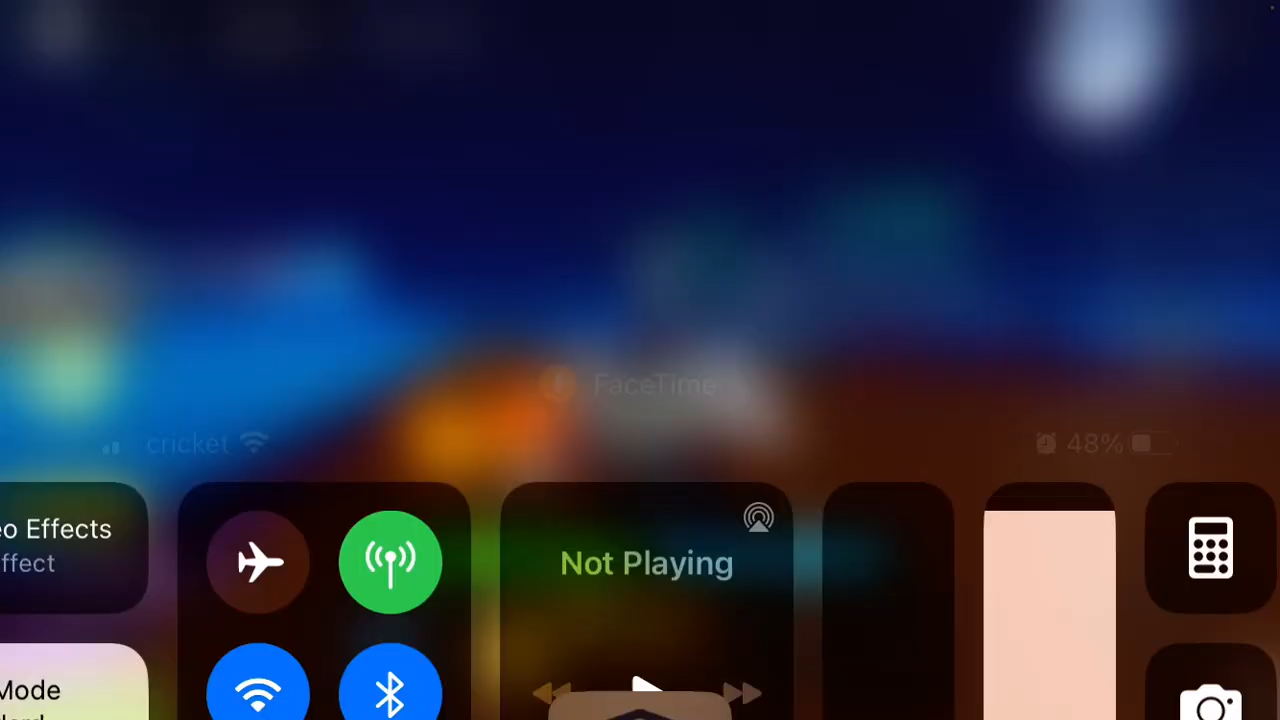 FaceTime
cricket
48%
eo Effects
ffect
Not Playing
Mode